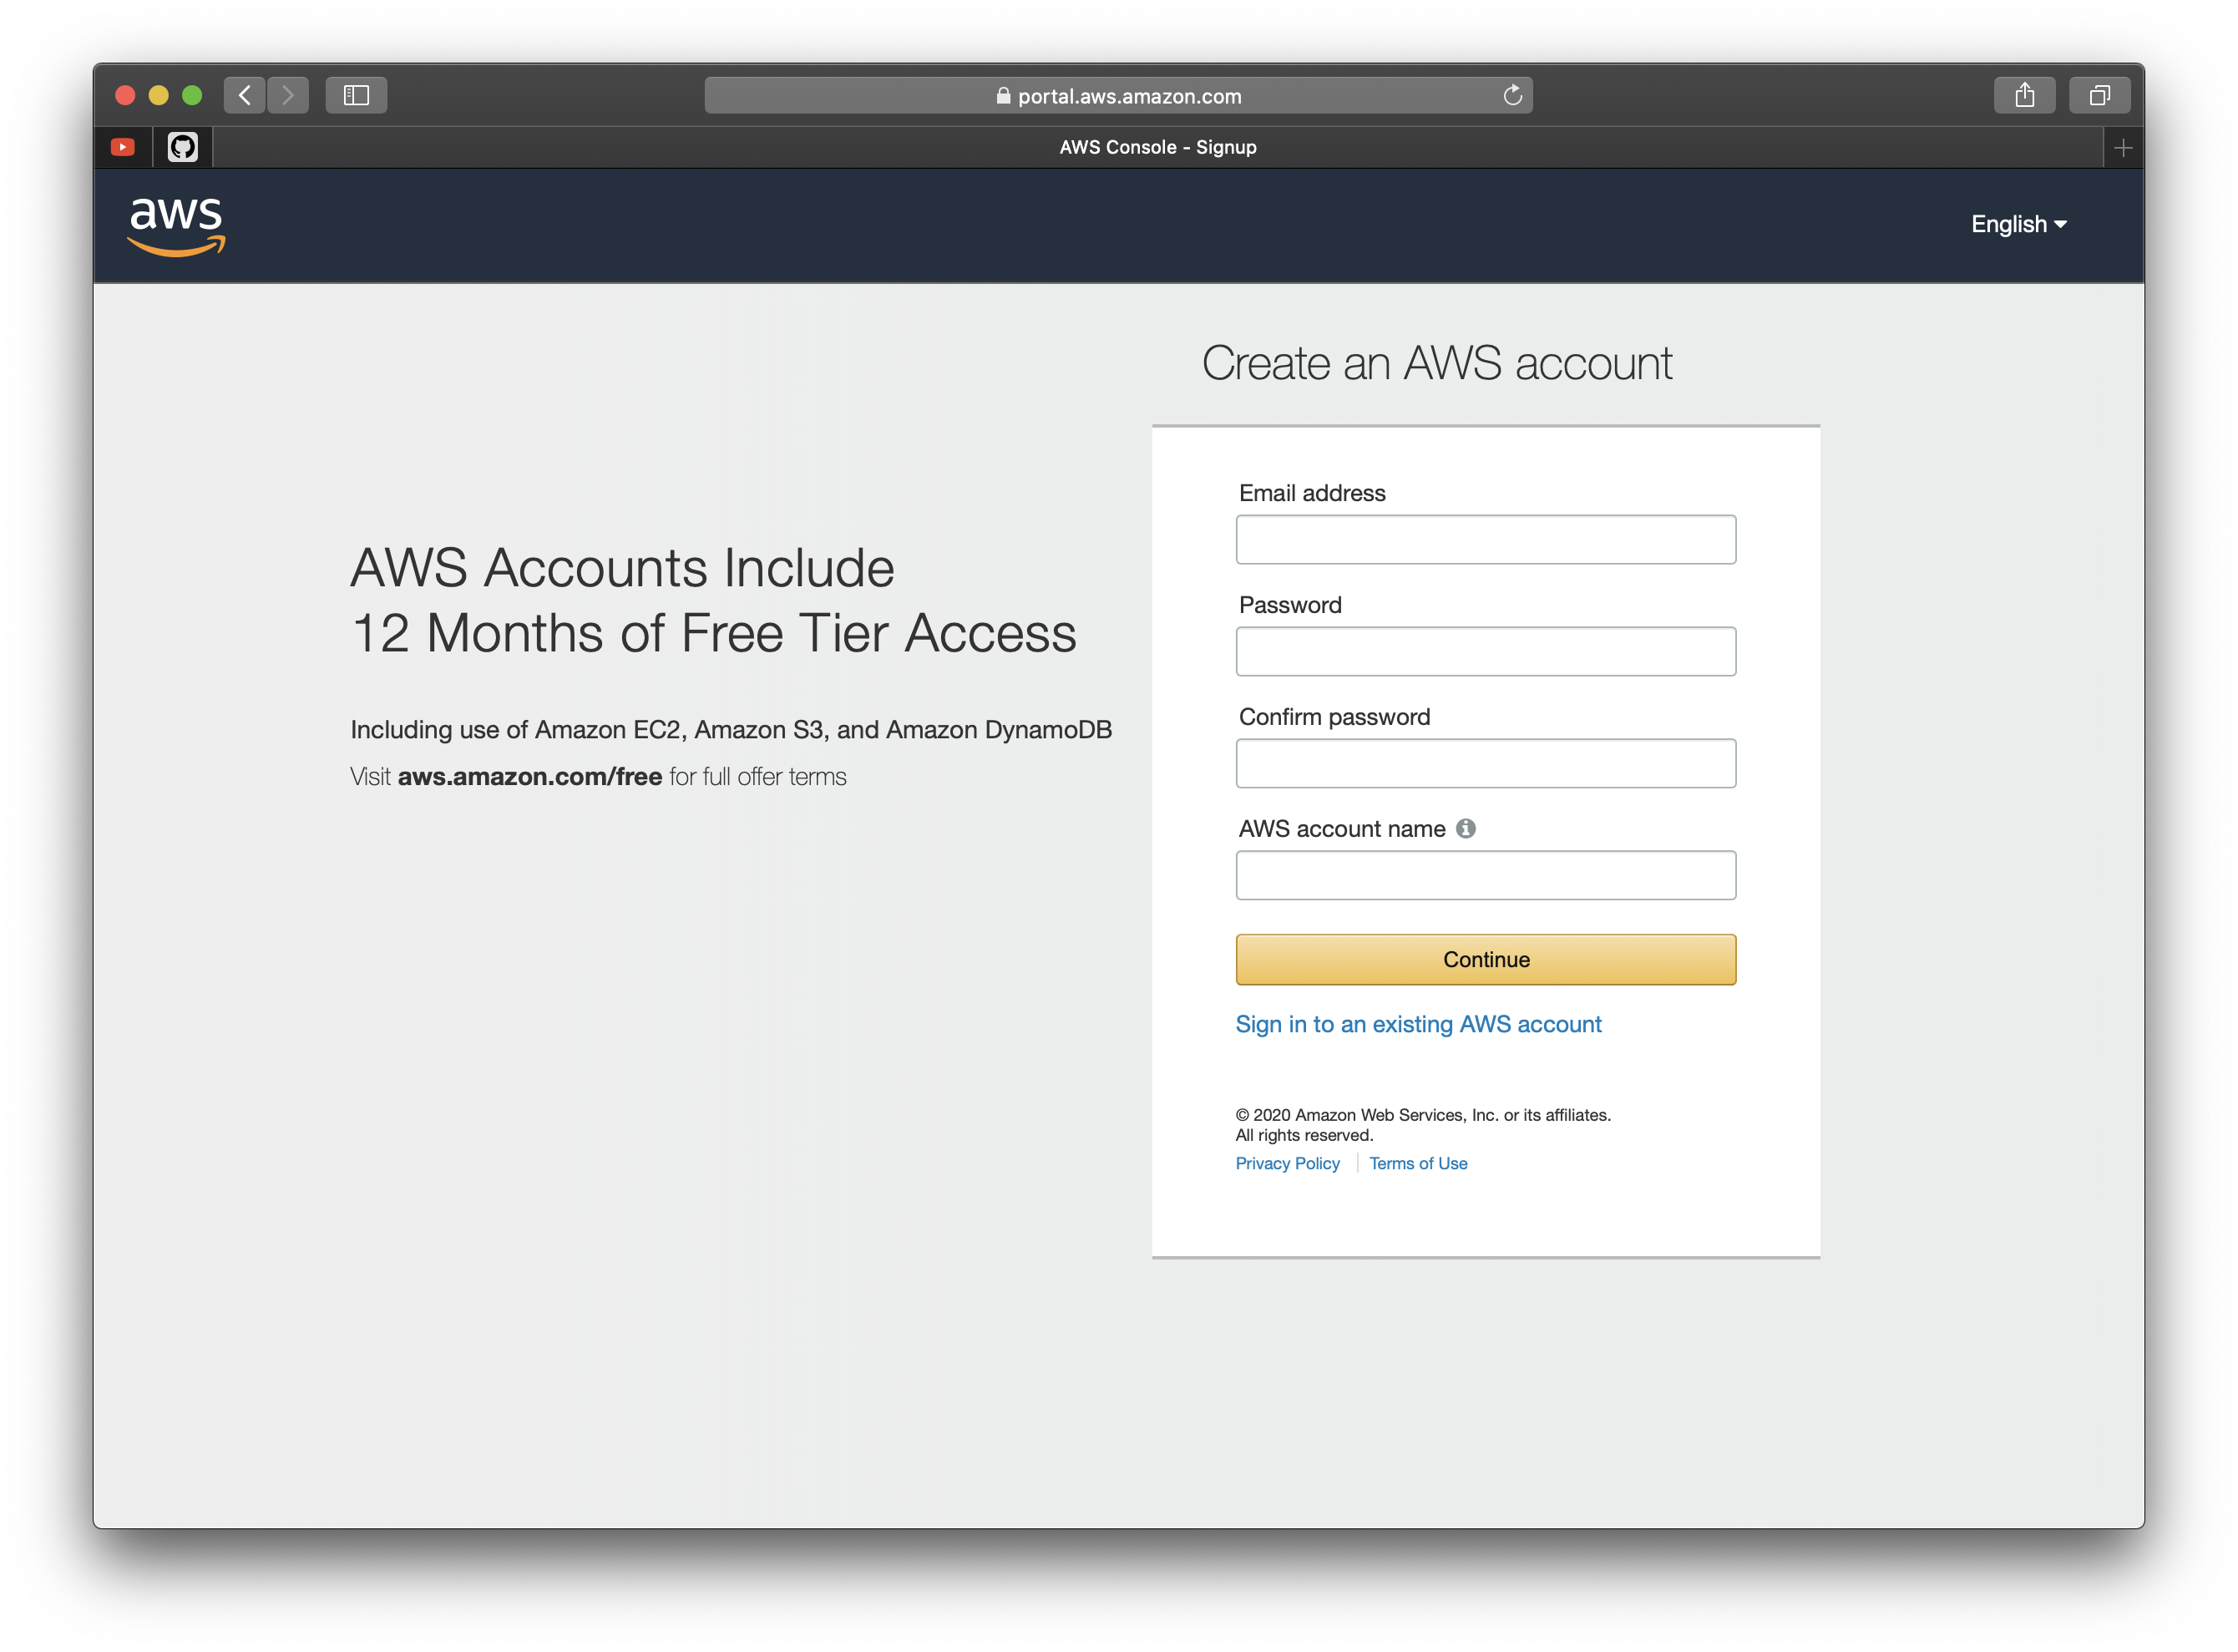 portal.aws.amazon.com
AWS Console - Signup
aws
English
Create an AWS account
AWS Accounts Include
12 Months of Free Tier Access
Including use of Amazon EC2, Amazon S3, and Amazon DynamoDB
Visit aws.amazon.com/free for full offer terms
Email address
Password
Confirm password
AWS account name
Continue
Sign in to an existing AWS account
© 2020 Amazon Web Services, Inc. or its affiliates.
All rights reserved.
Privacy Policy Terms of Use